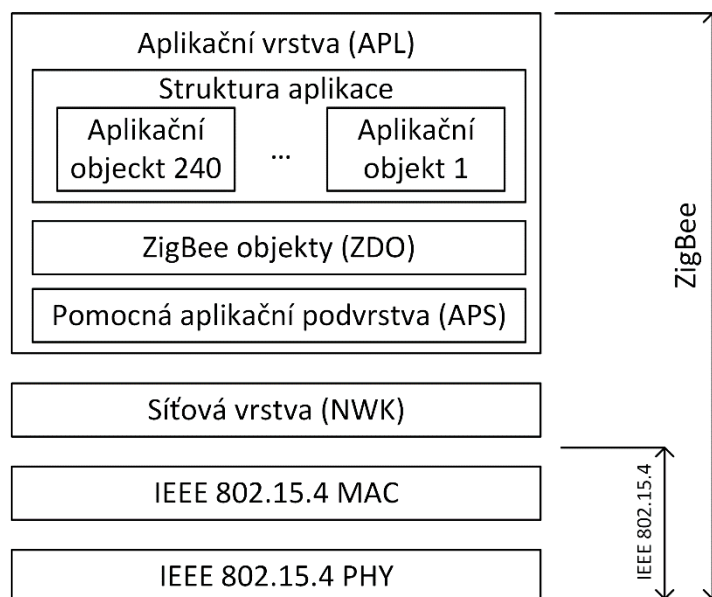 Aplikační vrstva (APL)
Struktura aplikace
Aplikační
objeckt 240
...
Aplikační
objekt 1
ZigBee objekty (ZDO)
Pomocná aplikační podvrstva (APS)
Síťová vrstva (NWK)
IEEE 802.15.4 MAC
IEEE 802.15.4 PHY
ZigBee
IEEE 802.15.4